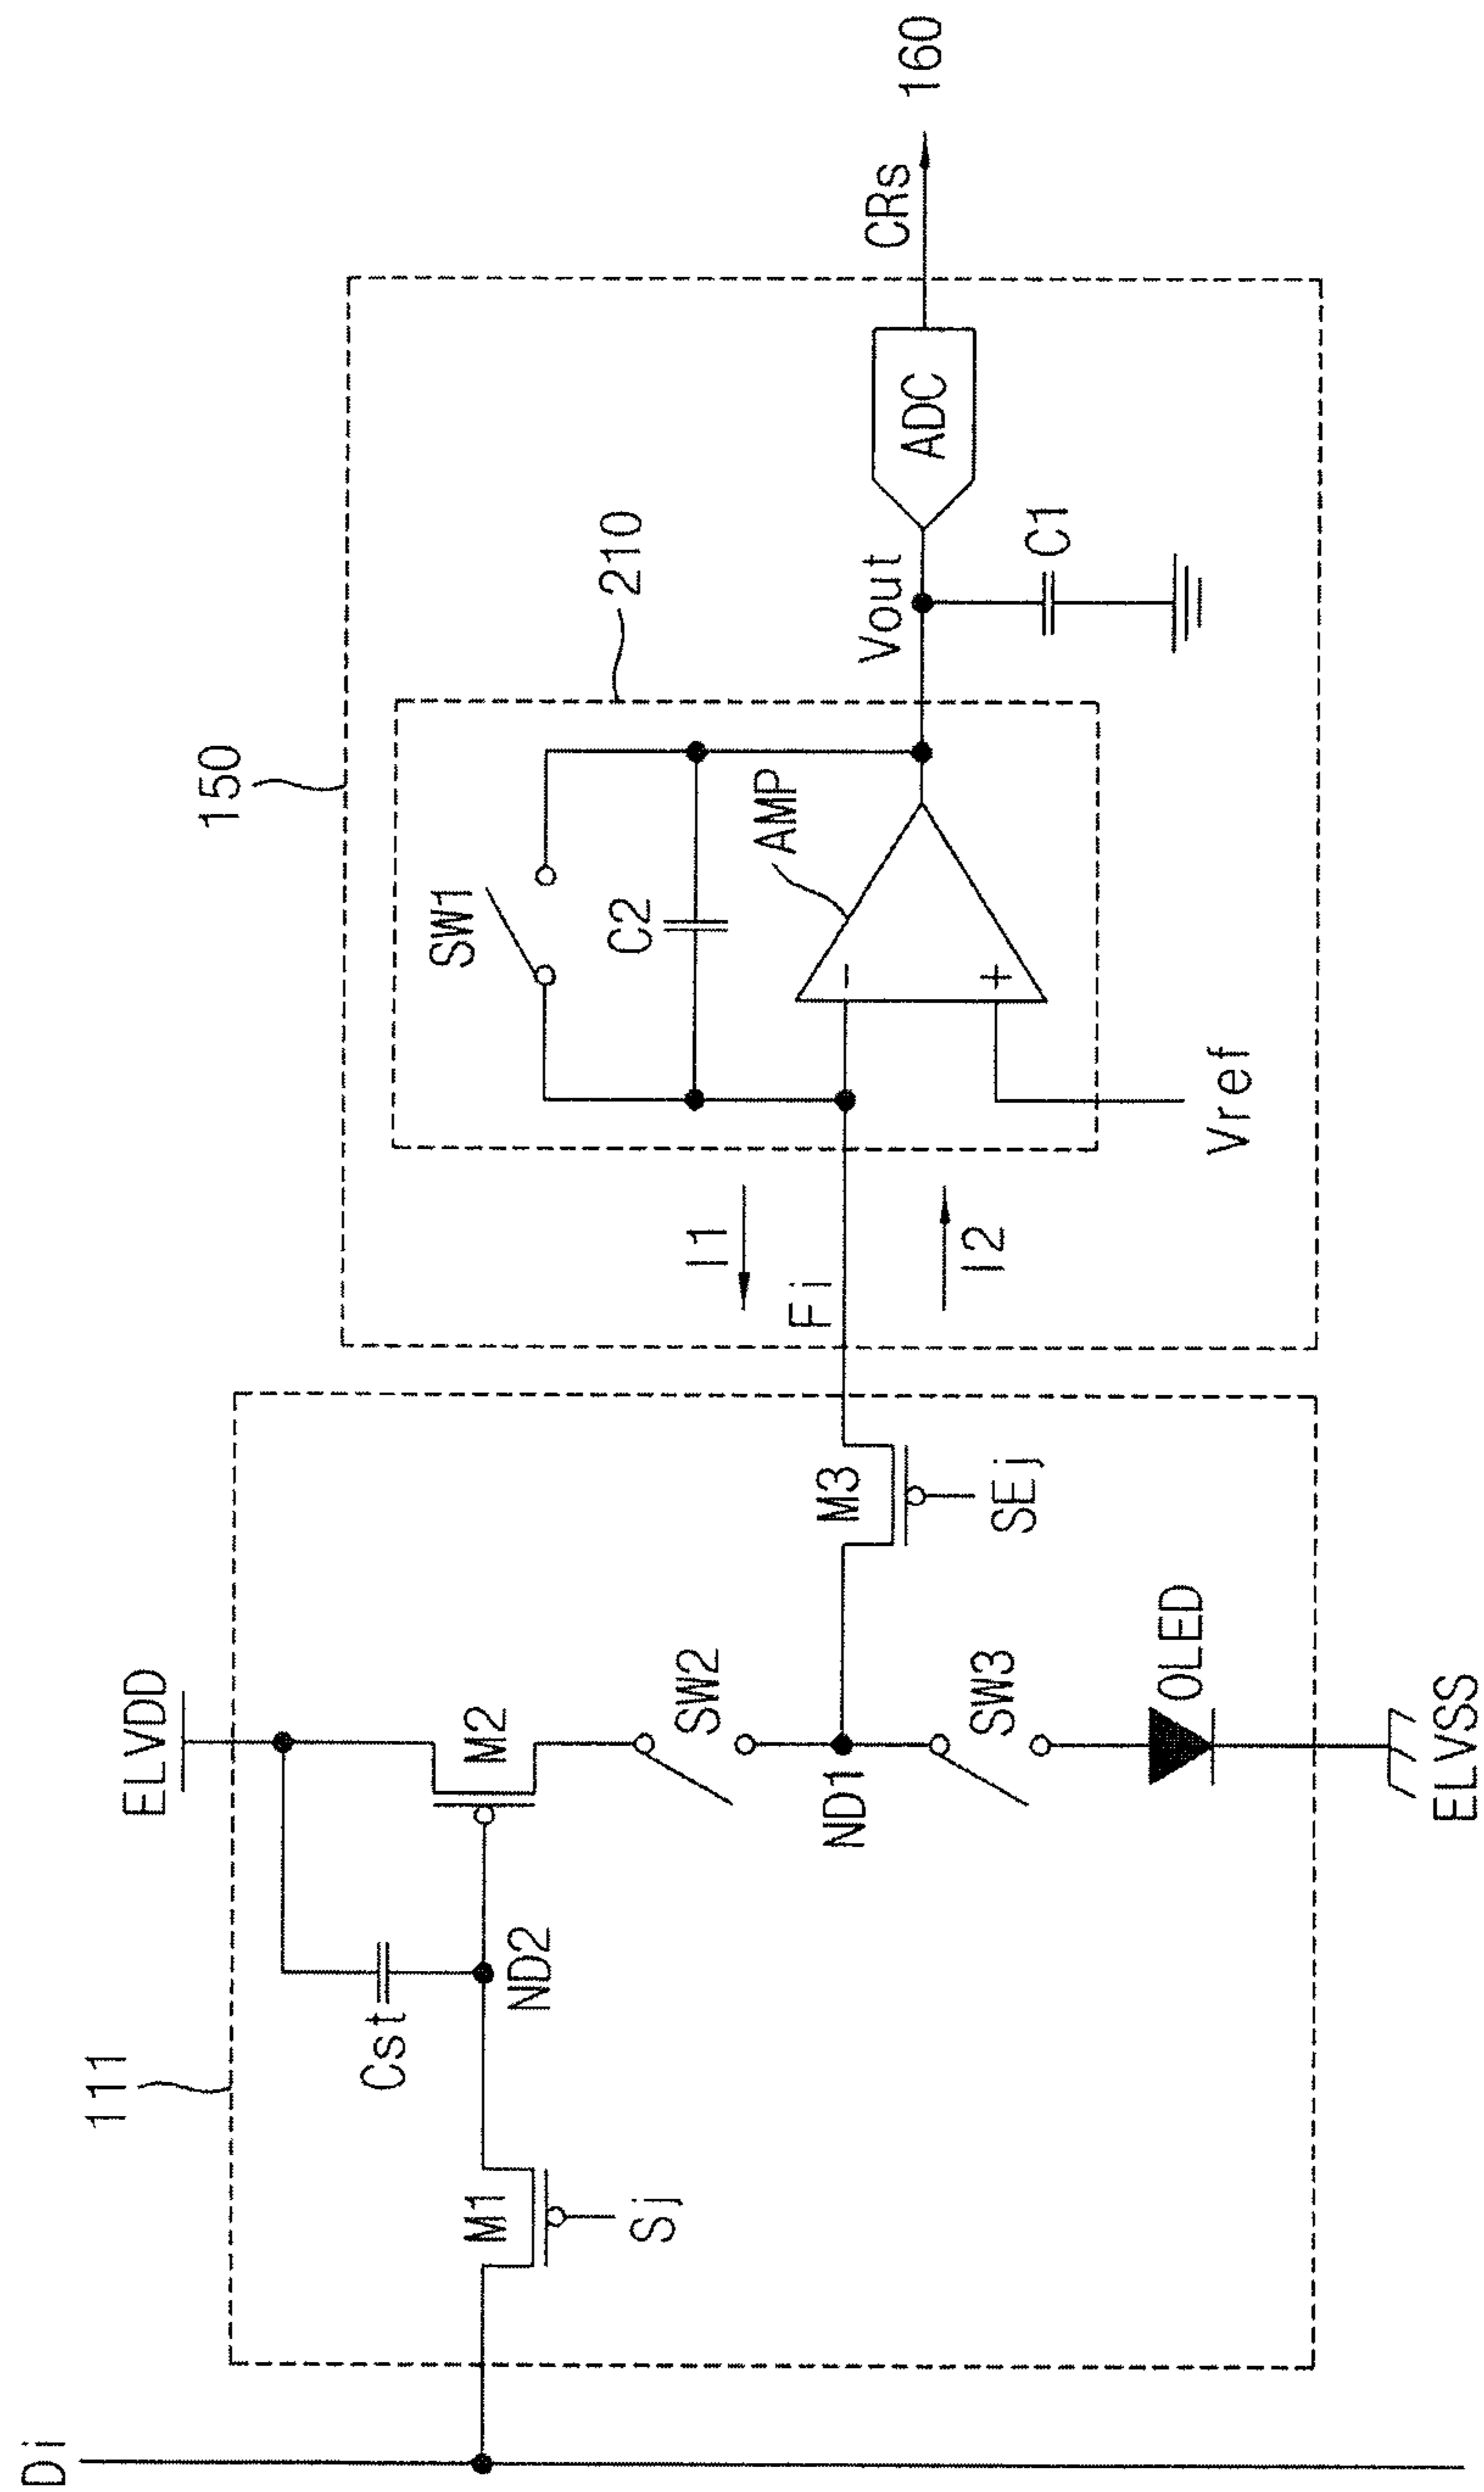 Di
111
ELVDD
Cst
M2
M1
ND2
Sj
SW2
ND1
M3
SEj
SW3
OLED
ELVSS
150
210
SW1
C2
AMP
I1
Fi
I2
-
+
Vref
Vout
ADC
C1
CRs
160